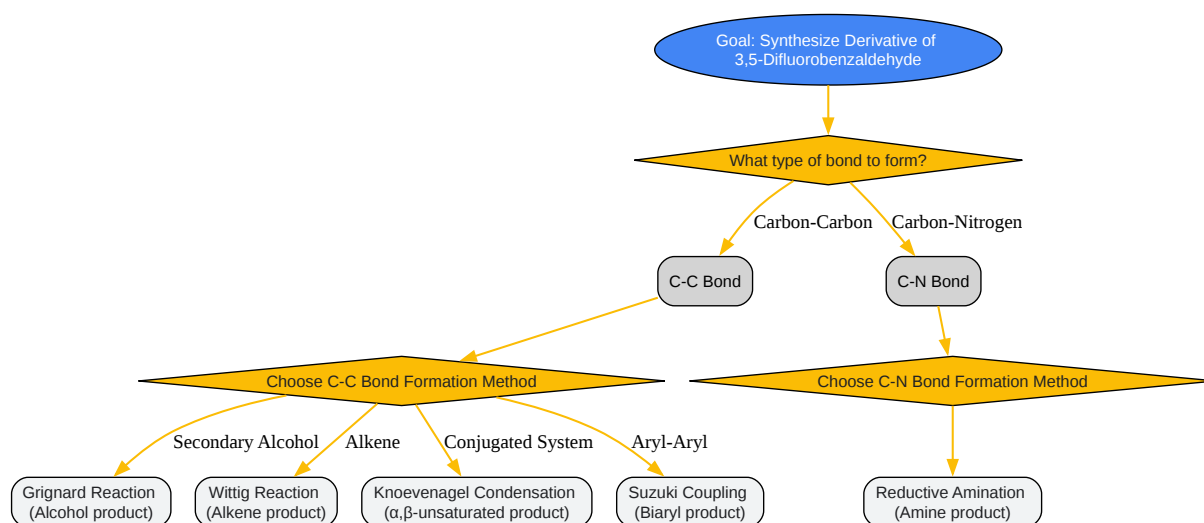 Goal: Synthesize Derivative of
3,5-Difluorobenzaldehyde
What type of bond to form?
Carbon-Carbon
Carbon-Nitrogen
C-C Bond
C-N Bond
Choose C-C Bond Formation Method
Choose C-N Bond Formation Method
Secondary Alcohol
Alkene
Conjugated System
Aryl-Aryl
Grignard Reaction
(Alcohol product)
Wittig Reaction
(Alkene product)
Knoevenagel Condensation
(α,β-unsaturated product)
Suzuki Coupling
(Biaryl product)
Reductive Amination
(Amine product)